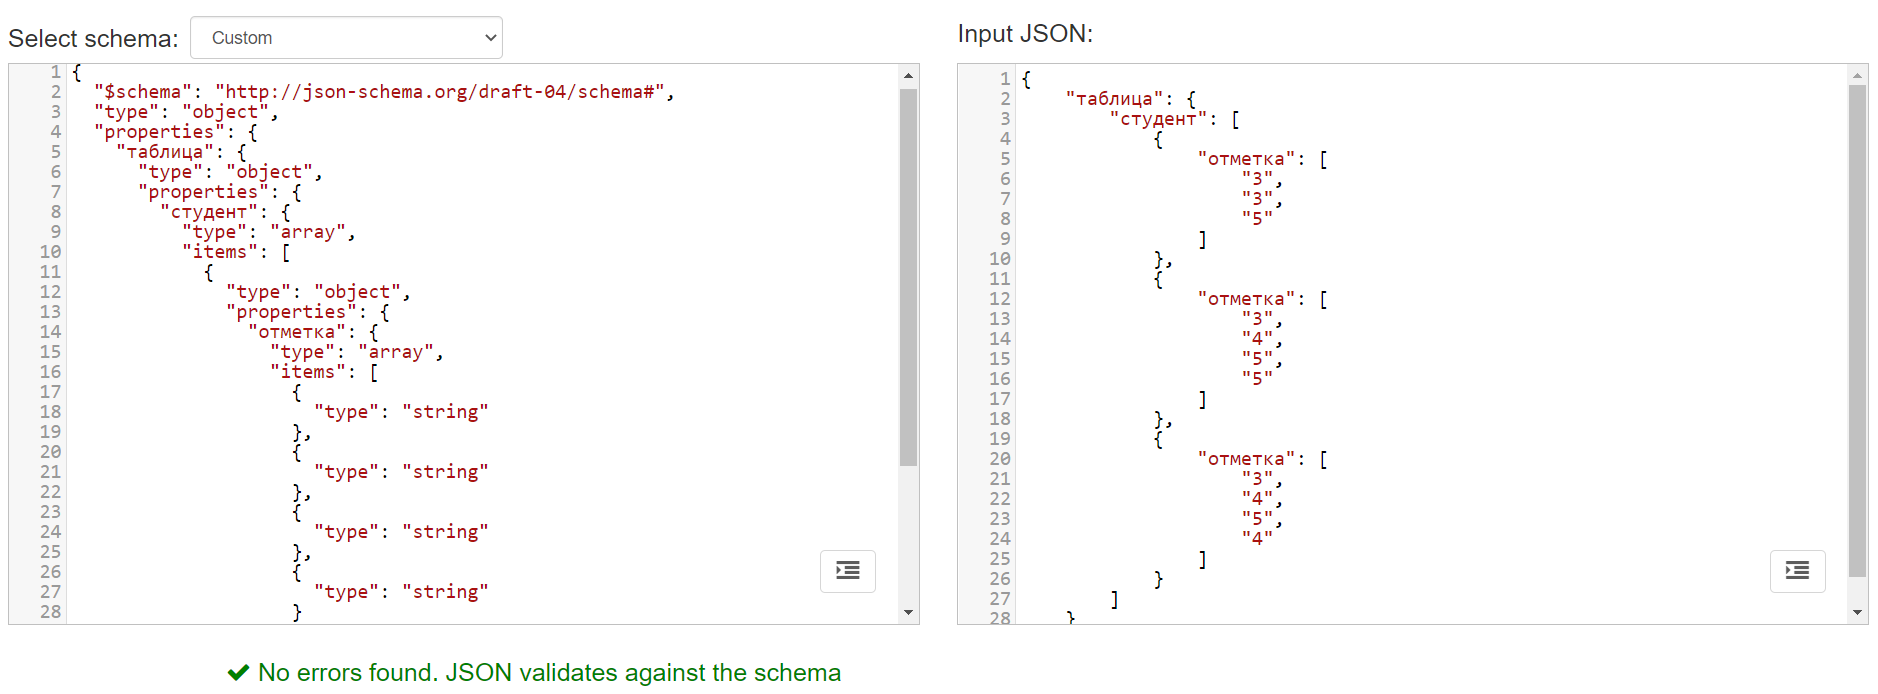 Select schema: Custom
1 {
2 "$schema": "http://json-schema.org/draft-04/schema#",
3 "type": "object",
4 "properties": {
5 "таблица": {
6 "type": "object",
7 "properties": {
8 "студент": {
9 "type": "array",
10 "items": [
11 {
12 "type": "object",
13 "properties": {
14 "отметка": {
15 "type": "array",
16 "items": [
17 {
18 "type": "string"
19 },
20 {
21 "type": "string"
22 },
23 {
24 "type": "string"
25 },
26 {
27 "type": "string"
28 }
Input JSON:
1 {
2 "таблица": {
3 "студент": [
4 {
5 "отметка": [
6 "3",
7 "3",
8 "5"
9 ]
10 },
11 {
12 "отметка": [
13 "3",
14 "4",
15 "5",
16 "5"
17 ]
18 },
19 {
20 "отметка": [
21 "3",
22 "4",
23 "5",
24 "4"
25 ]
26 }
27 ]
28 }
No errors found. JSON validates against the schema